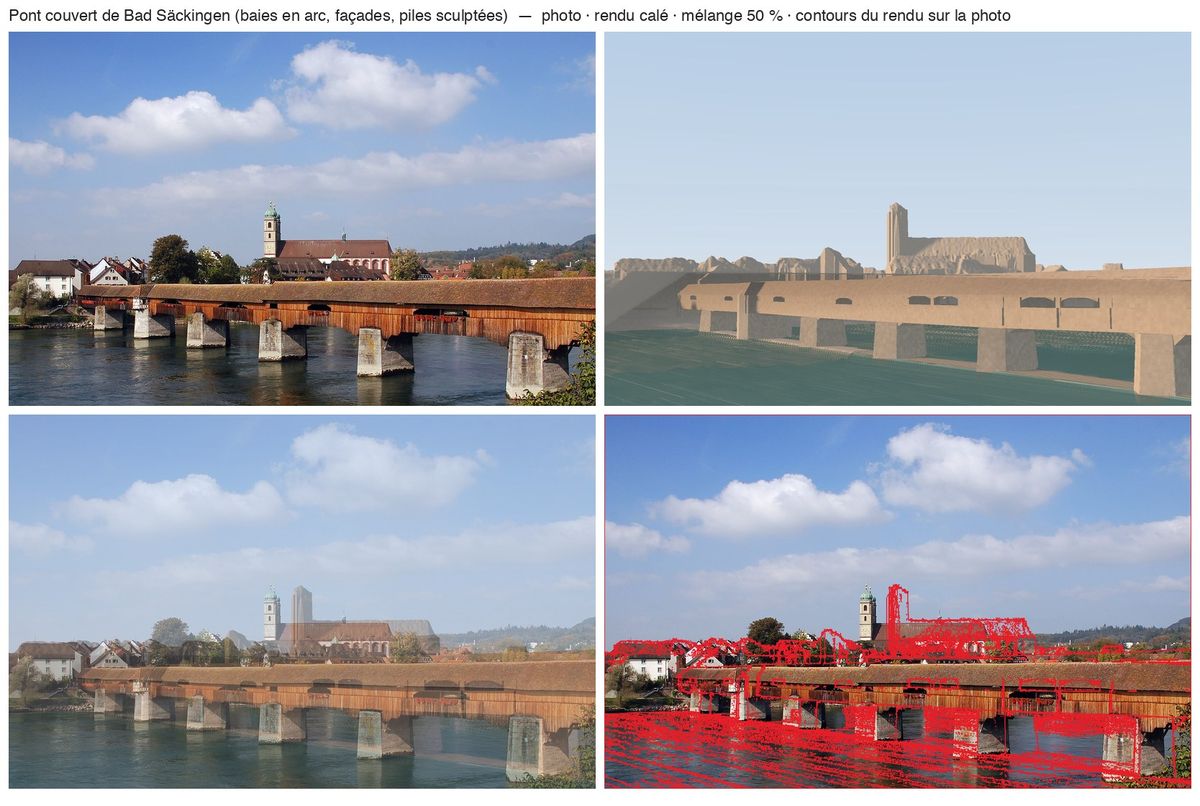 Pont couvert de Bad Säckingen (baies en arc, façades, piles sculptées) — photo · rendu calé · mélange 50 % · contours du rendu sur la photo